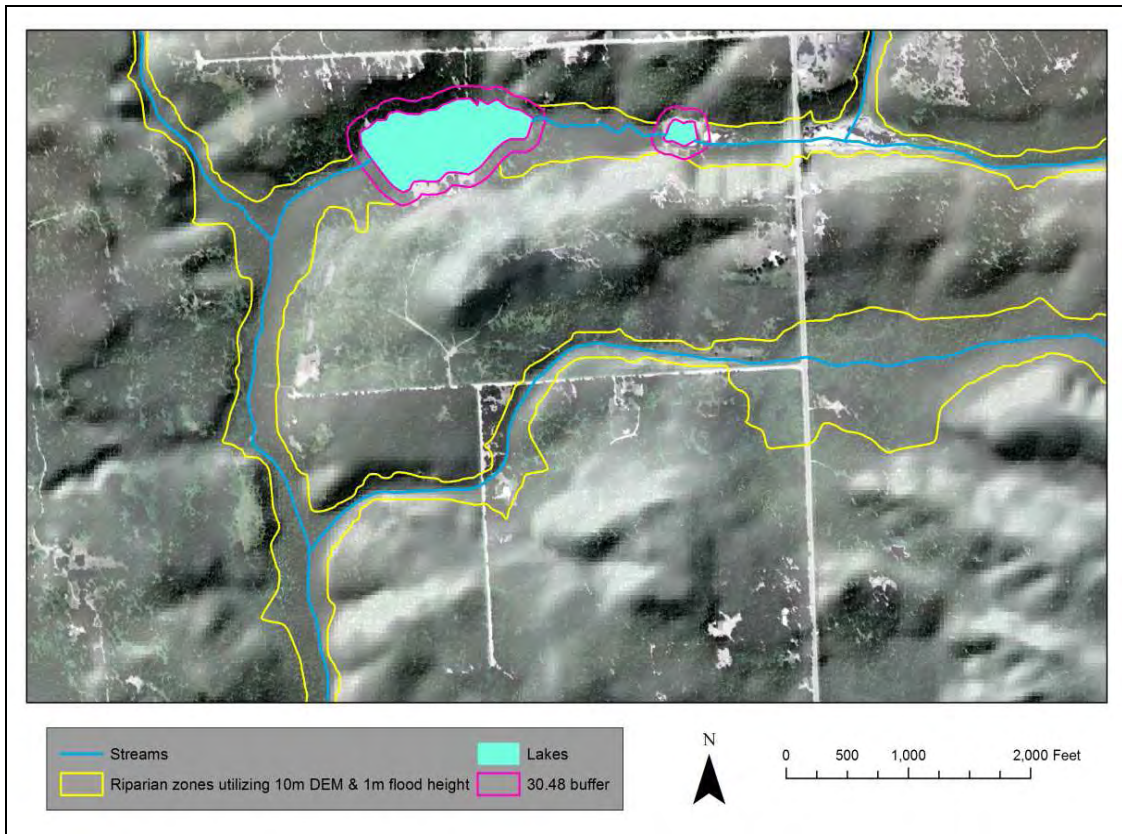 Streams
Riparian zones utilizing 10m DEM & 1m flood height
Lakes
30.48 buffer
N
0 500 1,000 2,000 Feet